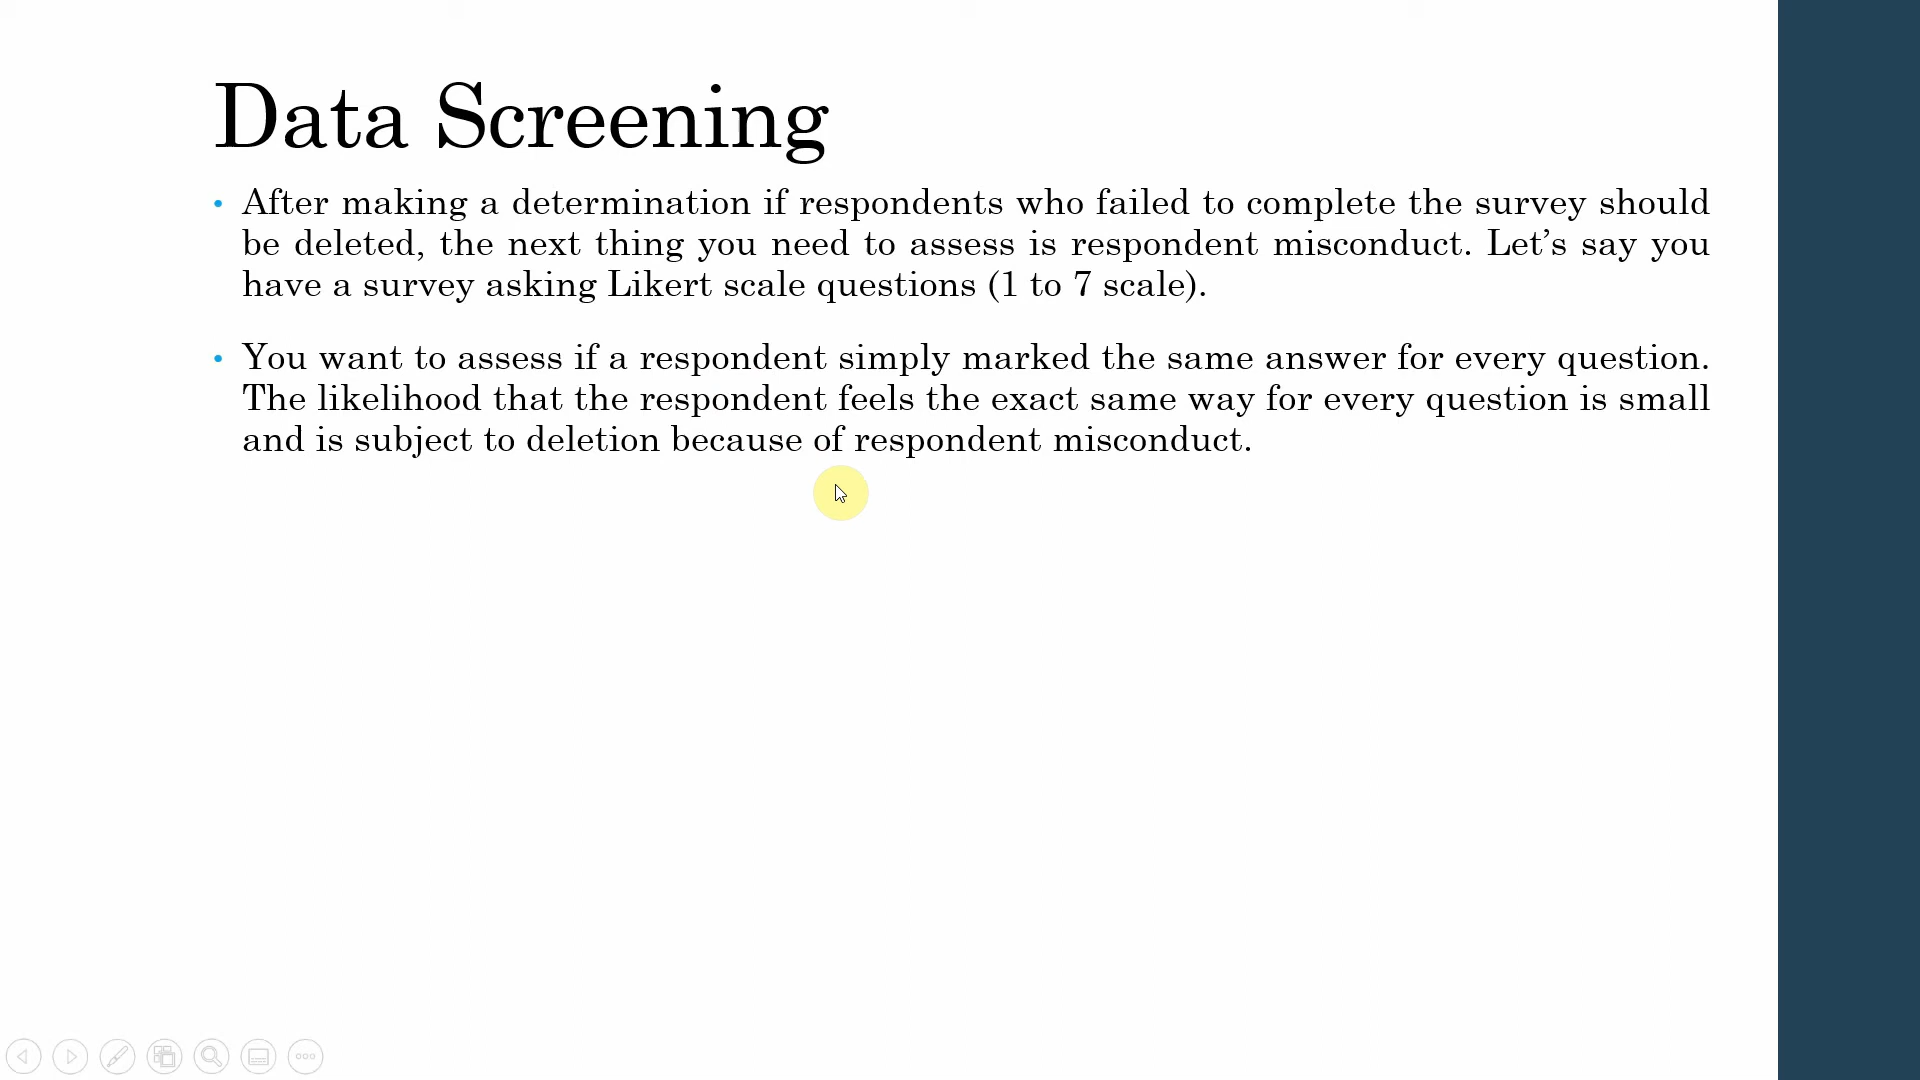 Data Screening
• After making a determination if respondents who failed to complete the survey should
be deleted, the next thing you need to assess is respondent misconduct. Let’s say you
have a survey asking Likert scale questions (1 to 7 scale).
• You want to assess if a respondent simply marked the same answer for every question.
The likelihood that the respondent feels the exact same way for every question is small
and is subject to deletion because of respondent misconduct.